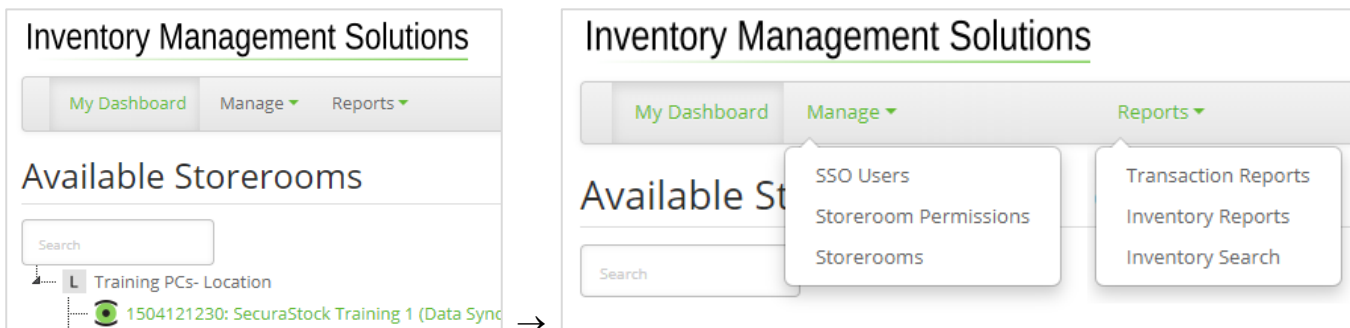 Inventory Management Solutions
My Dashboard Manage Reports
Available Storerooms
Search
L Training PCs- Location
1504121230: SecuraStock Training 1 (Data Sync
→
Inventory Management Solutions
My Dashboard Manage Reports
Available St
Search
SSO Users
Storeroom Permissions
Storerooms
Transaction Reports
Inventory Reports
Inventory Search